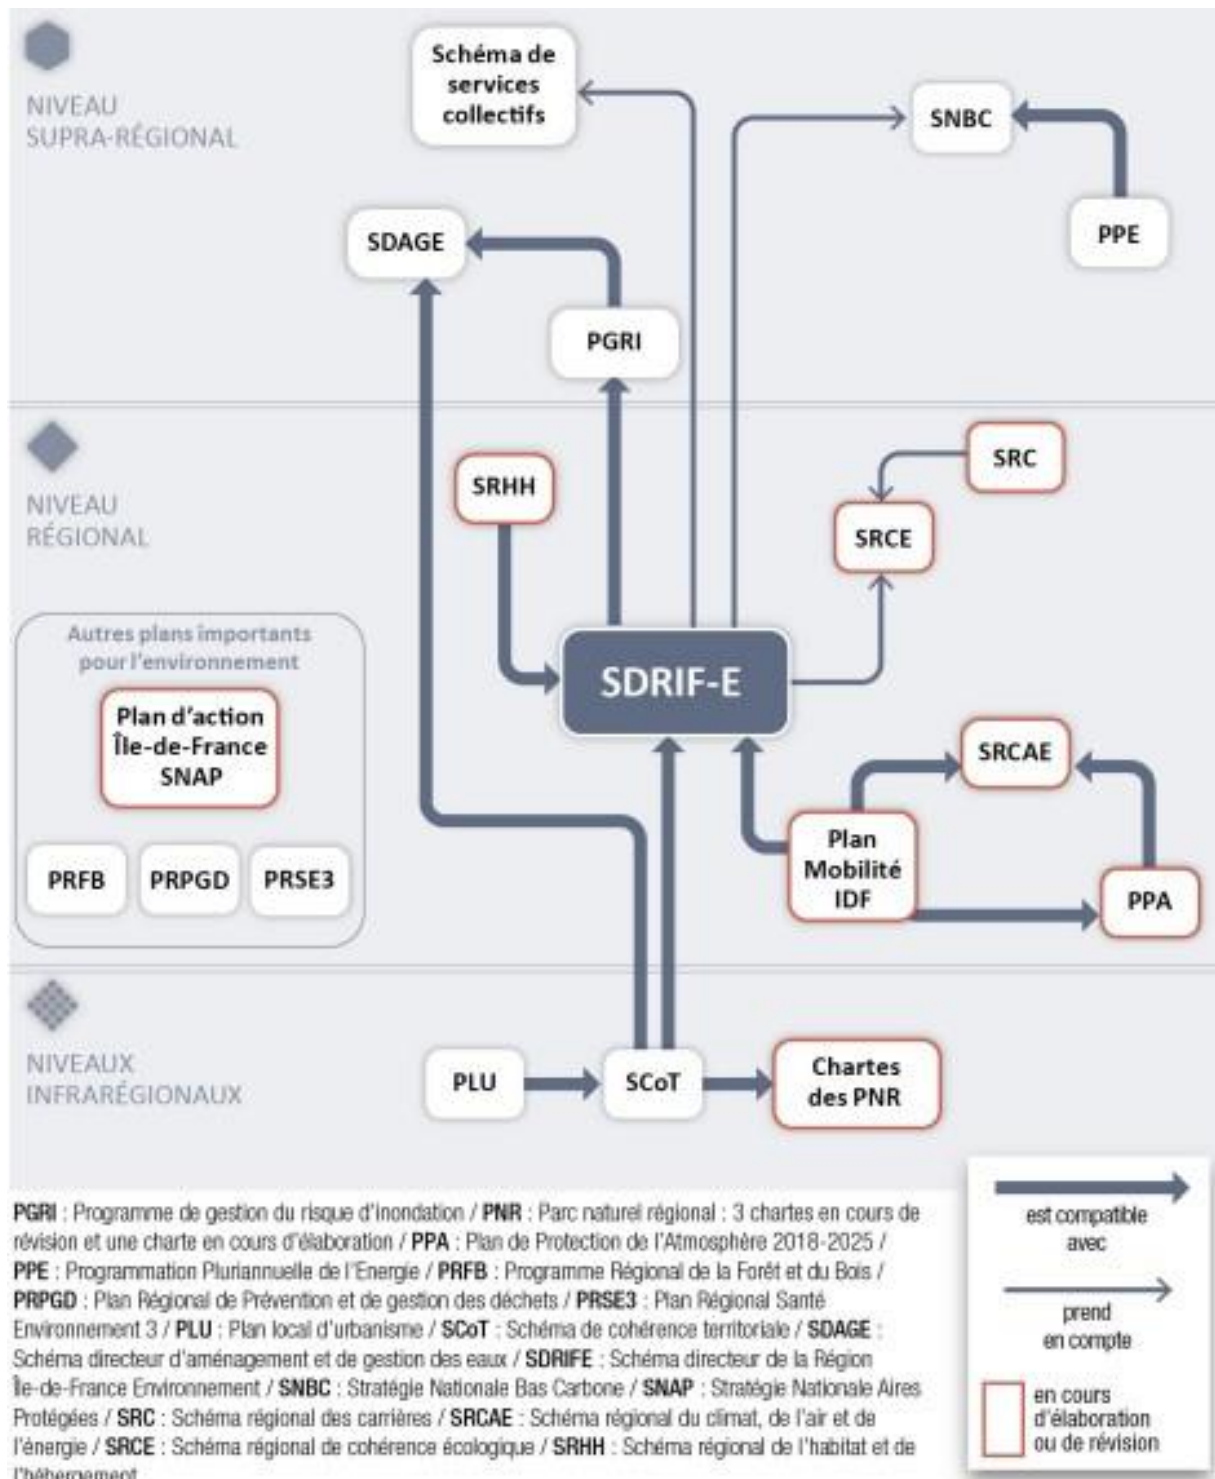 NIVEAU
SUPRA-RÉGIONAL
Schéma de
services
collectifs
SNBC
PPE
SDAGE
PGRI
NIVEAU
RÉGIONAL
SRHH
SRC
SRCE
Autres plans importants
pour l'environnement
Plan d'action
Île-de-France
SNAP
PRFB
PRPGD
PRSE3
SDRIF-E
SRCAE
Plan
Mobilité
IDF
PPA
NIVEAUX
INFRARÉGIONAUX
PLU
SCoT
Chartes
des PNR
PGRI : Programme de gestion du risque d'inondation / PNR : Parc naturel régional : 3 chartes en cours de
révision et une charte en cours d'élaboration / PPA : Plan de Protection de l'Atmosphère 2018-2025 /
PPE : Programmation Pluriannuelle de l'Energie / PRFB : Programme Régional de la Forêt et du Bois /
PRPGD : Plan Régional de Prévention et de gestion des déchets / PRSE3 : Plan Régional Santé
Environnement 3 / PLU : Plan local d'urbanisme / SCoT : Schéma de cohérence territoriale / SDAGE :
Schéma directeur d'aménagement et de gestion des eaux / SDRIFE : Schéma directeur de la Région
Île-de-France Environnement / SNBC : Stratégie Nationale Bas Carbone / SNAP : Stratégie Nationale Aires
Protégées / SRC : Schéma régional des carrières / SRCAE : Schéma régional du climat, de l'air et de
l'énergie / SRCE : Schéma régional de cohérence écologique / SRHH : Schéma régional de l'habitat et de
l'hébergement
est compatible
avec
prend
en compte
en cours
d'élaboration
ou de révision